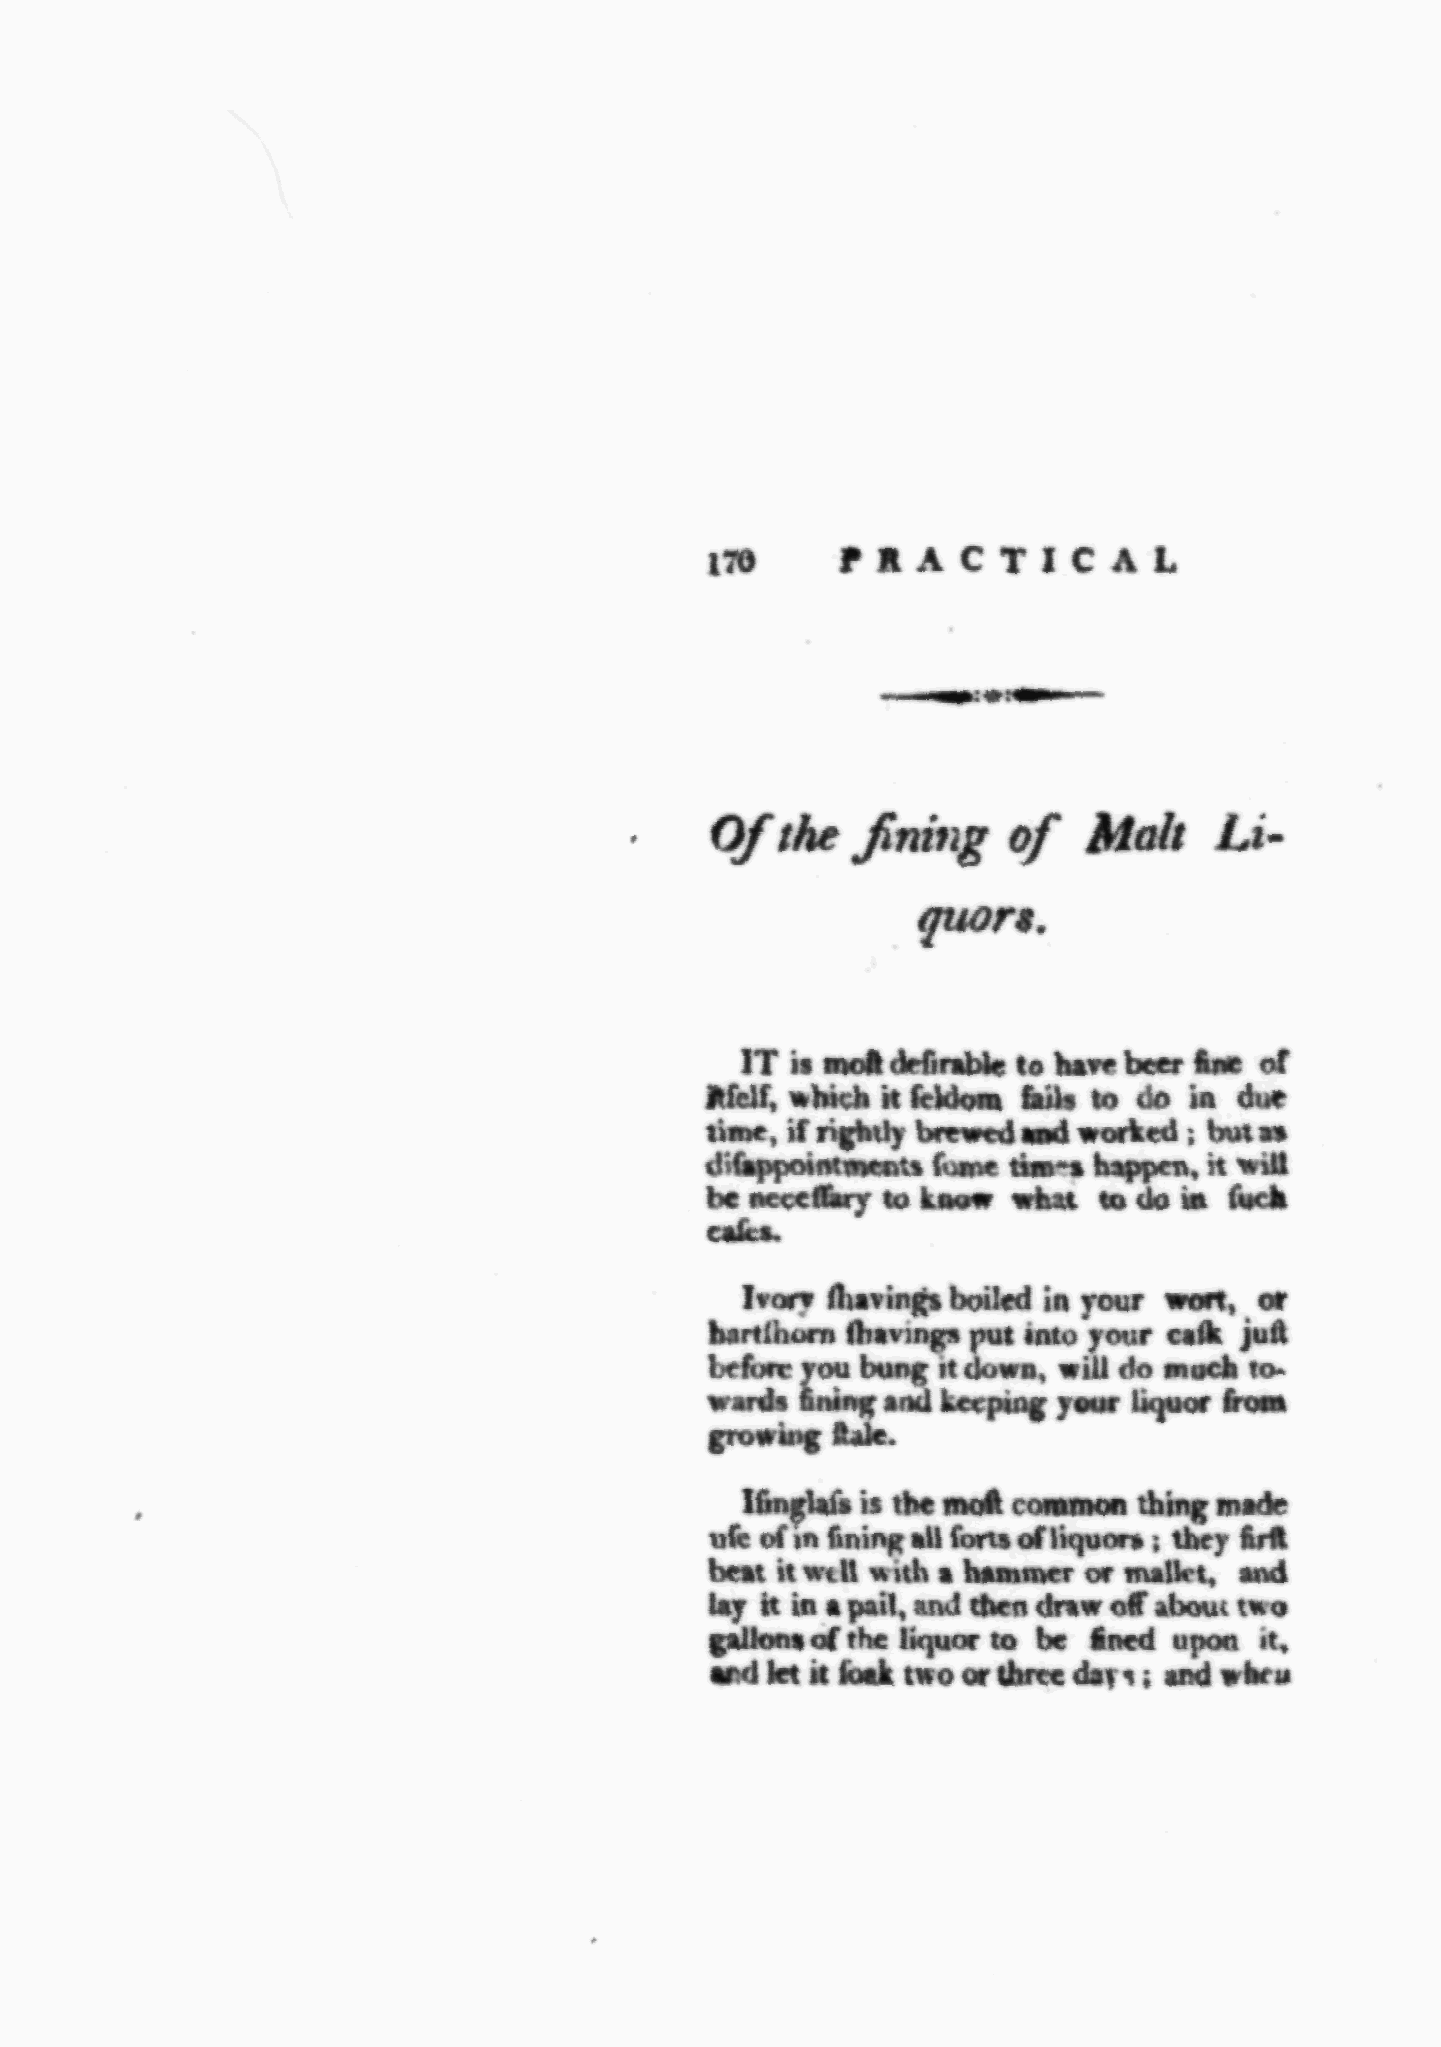 170 PRACTICAL
Of the fining of Malt Li-
quors.
IT is moſt deſirable to have beer fine of
itſelf, which it ſeldom fails to do in due
time, if rightly brewed and worked ; but as
diſappointments ſome times happen, it will
be neceſſary to know what to do in ſuch
caſes.
Ivory ſhavings boiled in your wort, or
hartſhorn ſhavings put into your caſk juſt
before you bung it down, will do much to-
wards fining and keeping your liquor from
growing ſtale.
Iſinglaſs is the moſt common thing made
uſe of in fining all ſorts of liquors ; they firſt
beat it well with a hammer or mallet, and
lay it in a pail, and then draw off about two
gallons of the liquor to be fined upon it,
and let it ſoak two or three days ; and when